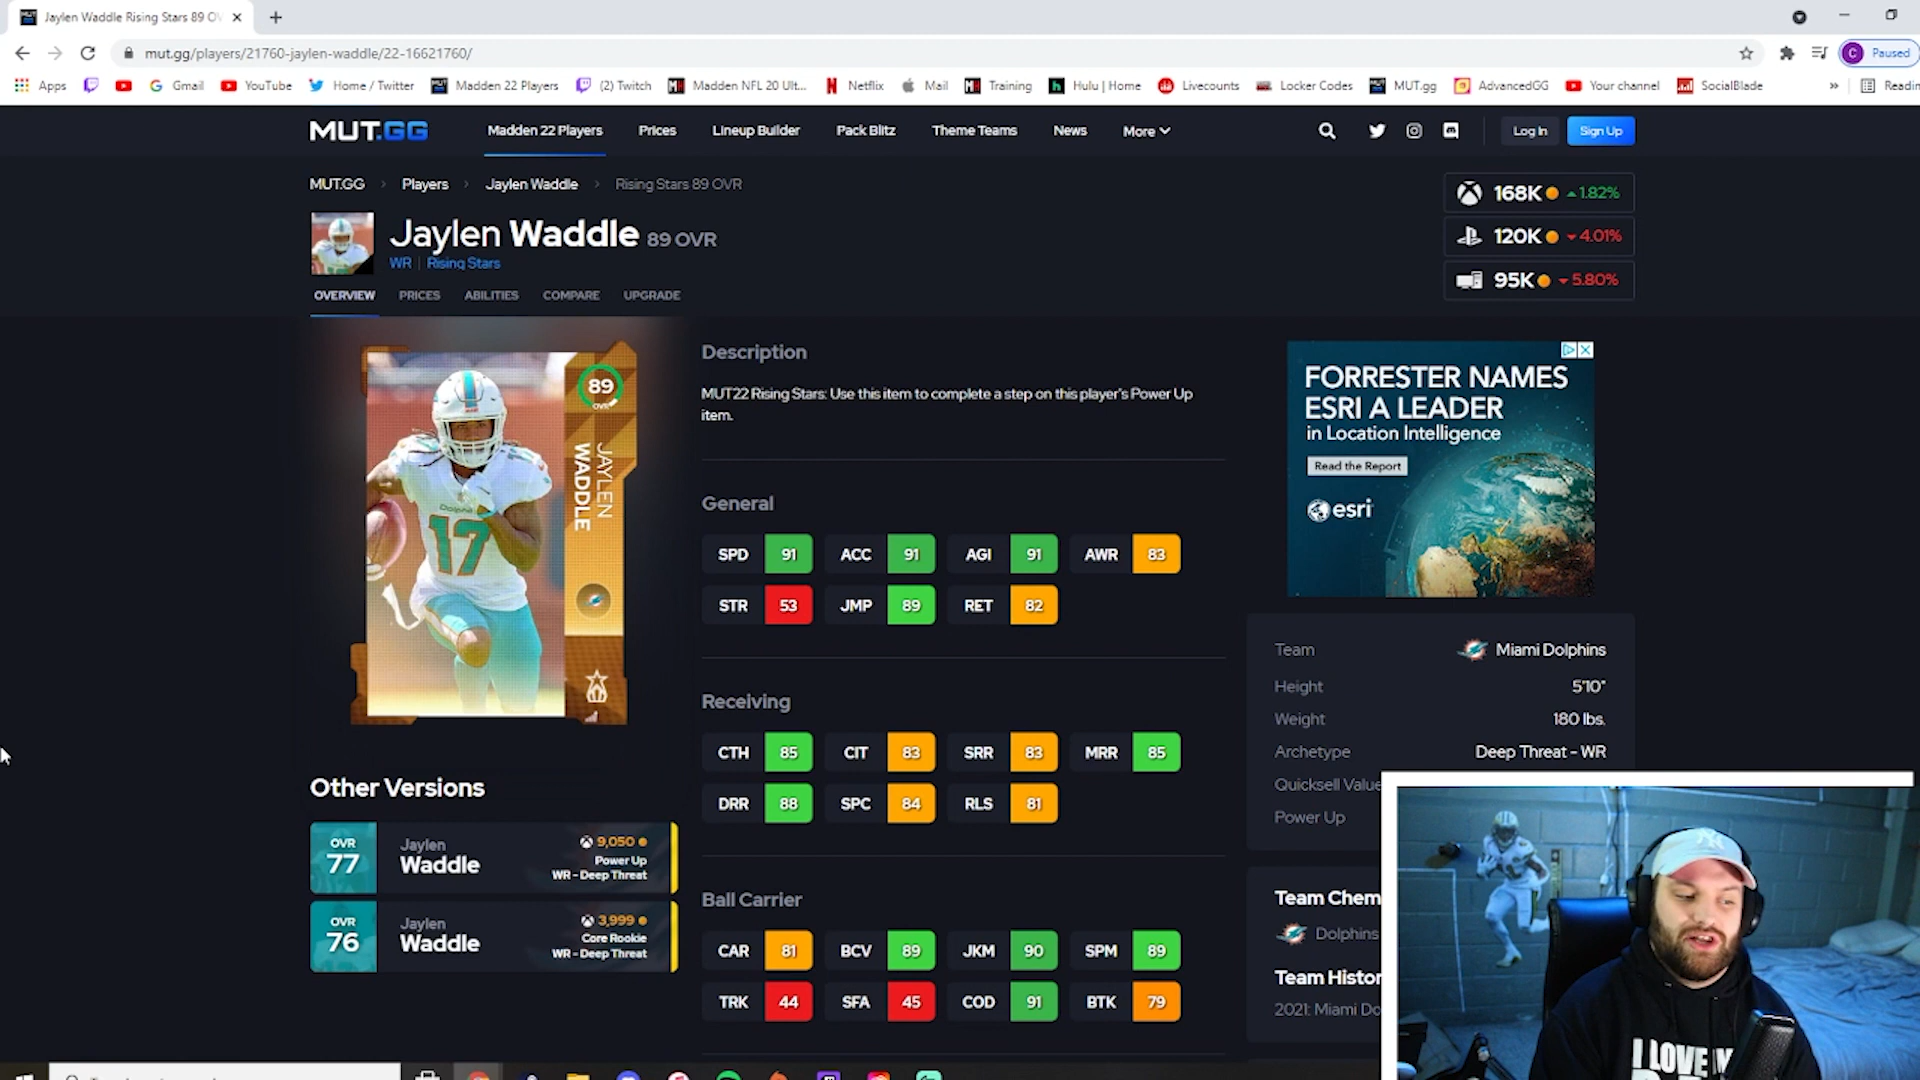 Jaylen Waddle Rising Stars 89 OV
mut.gg/players/21760-jaylen-waddle/22-16621760/
C Paused
Apps Gmail YouTube Home / Twitter Madden 22 Players (2) Twitch Madden NFL 20 Ult... Netflix Mail Training Hulu | Home Livecounts Locker Codes MUT.gg AdvancedGG Your channel SocialBlade » Readin
MUT.GG Madden 22 Players Prices Lineup Builder Pack Blitz Theme Teams News More Log In Sign Up
MUT.GG > Players > Jaylen Waddle > Rising Stars 89 OVR
168K 1.82%
120K 4.01%
95K 5.80%
Jaylen Waddle 89 OVR
WR | Rising Stars
OVERVIEW PRICES ABILITIES COMPARE UPGRADE
89
OVR
JAYLEN
WADDLE
Dolphins
17
Description
MUT22 Rising Stars: Use this item to complete a step on this player's Power Up
item.
General
SPD 91 ACC 91 AGI 91 AWR 83
STR 53 JMP 89 RET 82
Receiving
CTH 85 CIT 83 SRR 83 MRR 85
DRR 88 SPC 84 RLS 81
Ball Carrier
CAR 81 BCV 89 JKM 90 SPM 89
TRK 44 SFA 45 COD 91 BTK 79
Other Versions
OVR
77
Jaylen
Waddle
9,050
Power Up
WR - Deep Threat
OVR
76
Jaylen
Waddle
3,999
Core Rookie
WR - Deep Threat
FORRESTER NAMES
ESRI A LEADER
in Location Intelligence
Read the Report
esri
Team Miami Dolphins
Height 5'10"
Weight 180 lbs.
Archetype Deep Threat - WR
Quicksell Value
Power Up
Team Chem
Dolphins
Team Histor
2021: Miami Do
I LOVE M